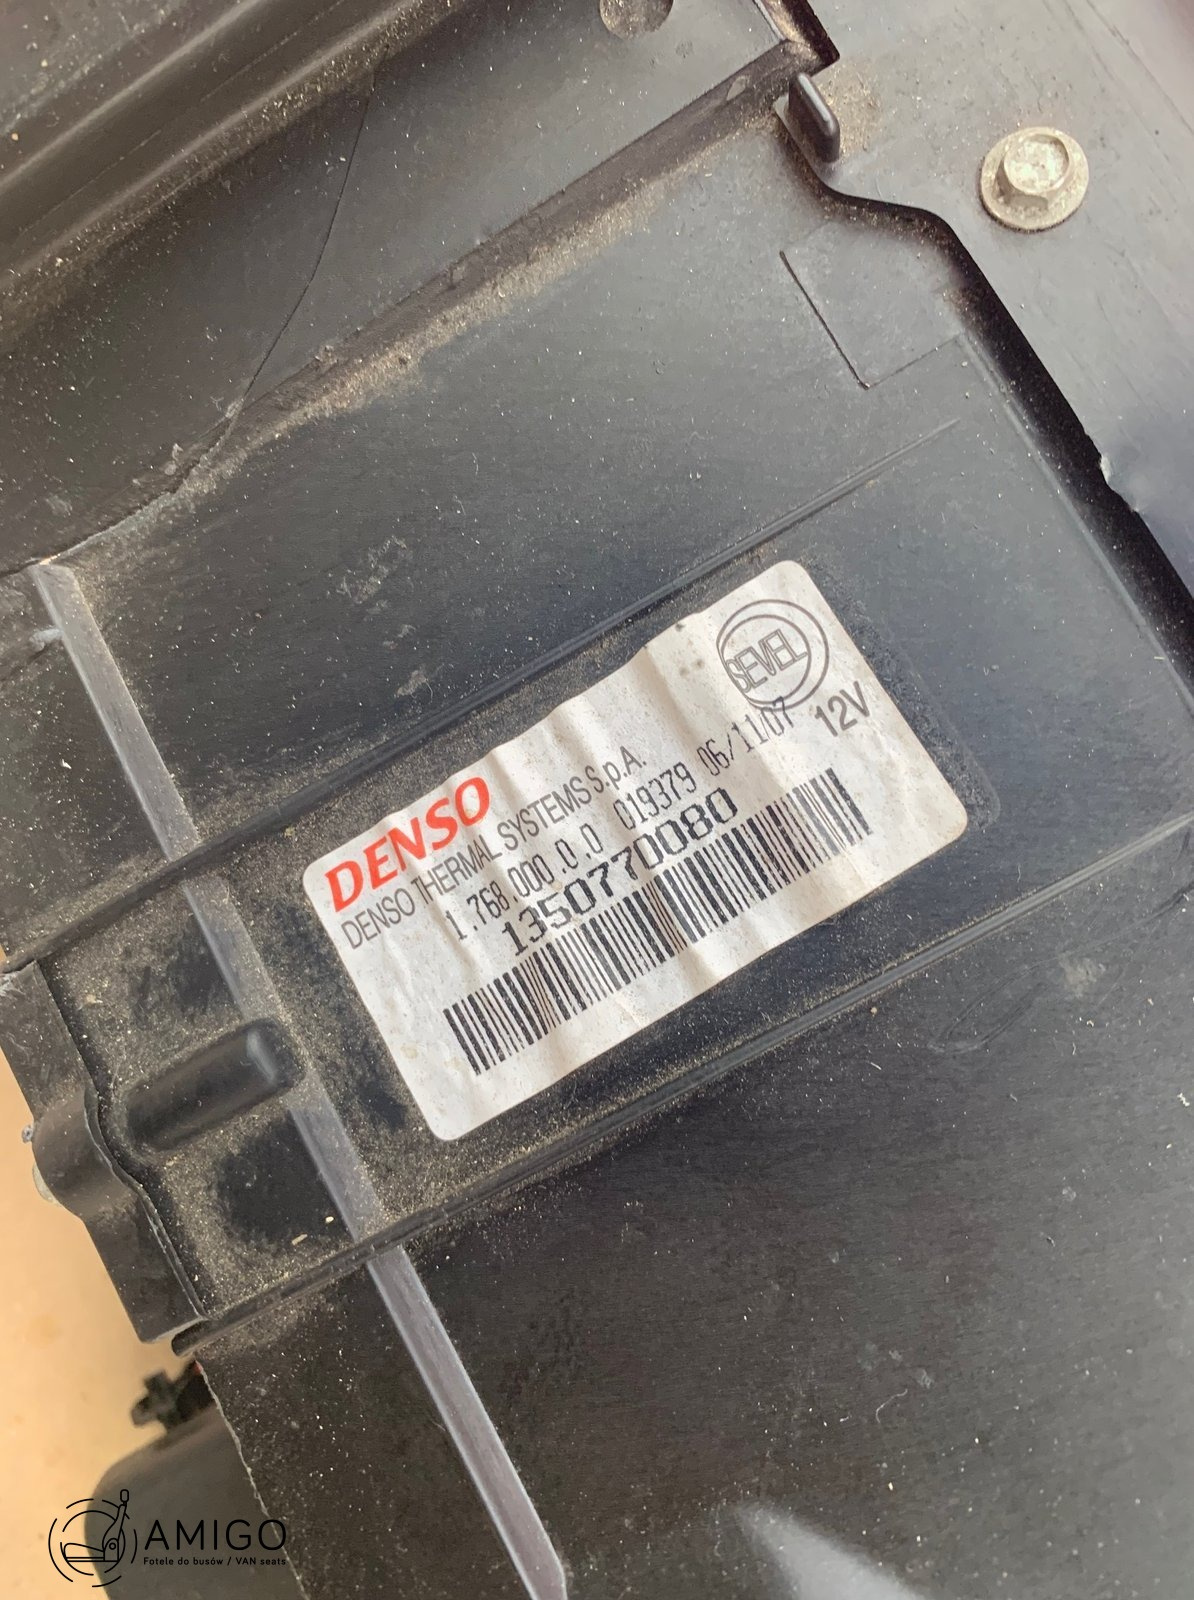 SEVEL
12V
DENSO
DENSO THERMAL SYSTEMS S.p.A.
1.768.000.0.0 019379 06/11/07
1350770080
AMIGO
Fotele do busów / VAN seats